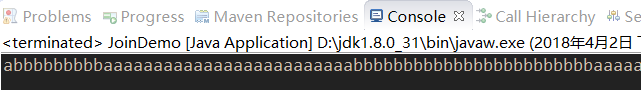 Problems Progress Maven Repositories Console Call Hierarchy Se
<terminated> JoinDemo [Java Application] D:\jdk1.8.0_31\bin\javaw.exe (2018年4月2日
abbbbbbbbbaaaaaaaaaaaaaaaaaaaaaaaaabbbbbbbbbbbbbbbbbbbbbbbbaaaaa